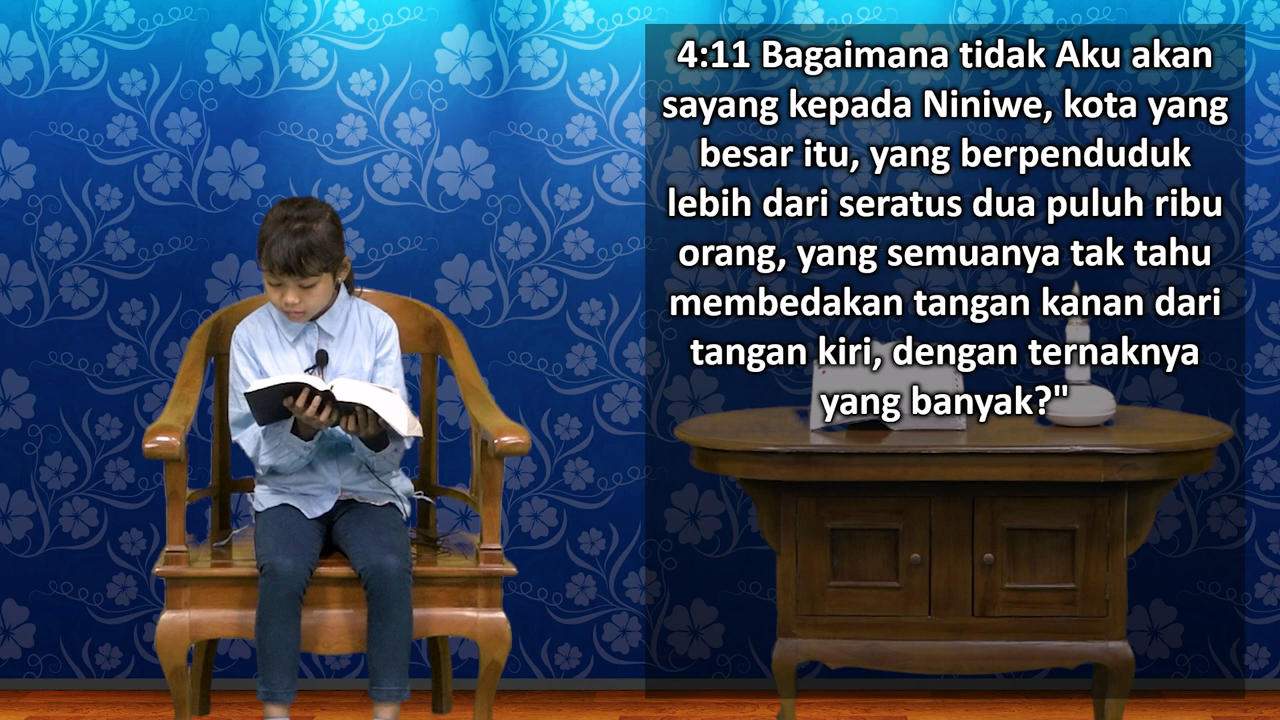 4:11 Bagaimana tidak Aku akan
sayang kepada Niniwe, kota yang
besar itu, yang berpenduduk
lebih dari seratus dua puluh ribu
orang, yang semuanya tak tahu
membedakan tangan kanan dari
tangan kiri, dengan ternaknya
yang banyak?"